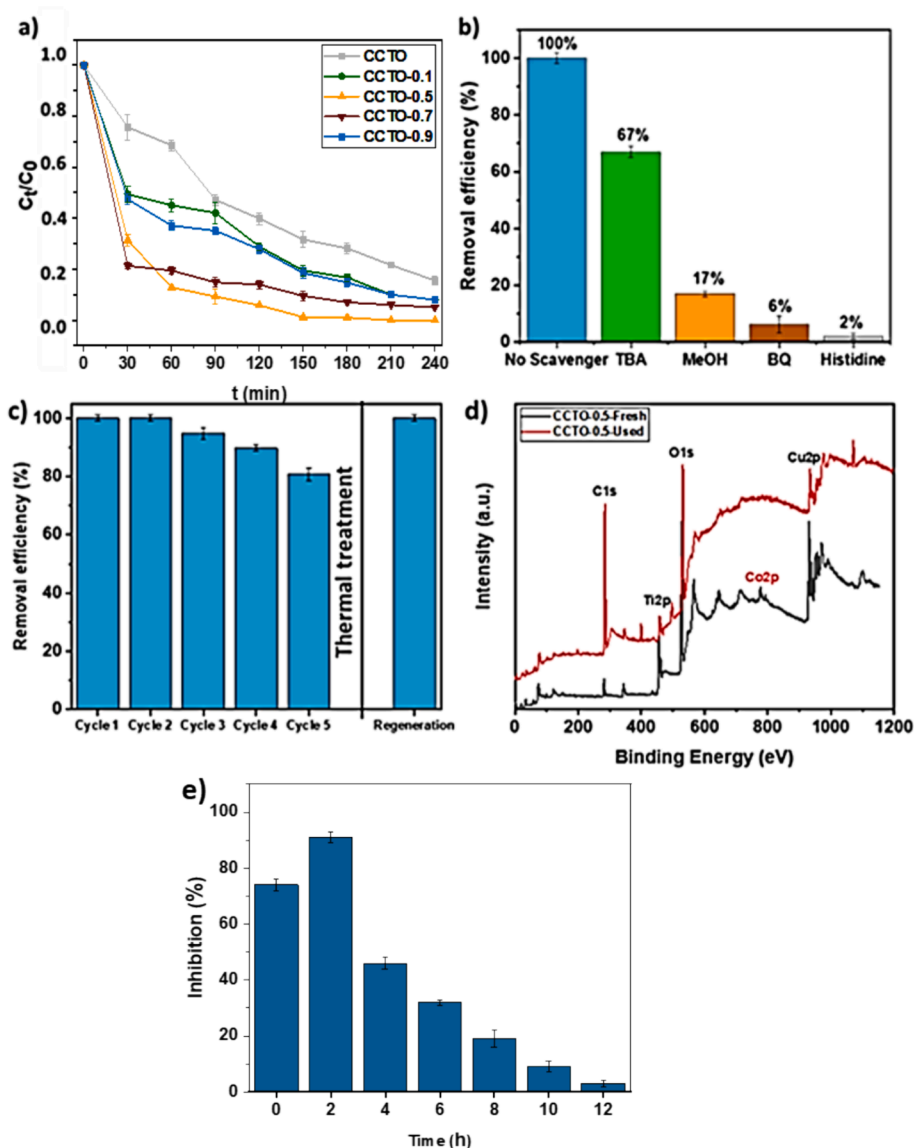 a)
CCTO
CCTO-0.1
CCTO-0.5
CCTO-0.7
CCTO-0.9
1.0
0.8
0.6
0.4
0.2
0.0
Ct/C0
0 30 60 90 120 150 180 210 240
t (min)
b)
100%
67%
17%
6%
2%
100
80
60
40
20
0
Removal efficiency (%)
No Scavenger TBA MeOH BQ Histidine
c)
100
80
60
40
20
0
Removal efficiency (%)
Thermal treatment
Cycle 1 Cycle 2 Cycle 3 Cycle 4 Cycle 5 Regeneration
d)
CCTO-0.5-Fresh
CCTO-0.5-Used
C1s
O1s
Cu2p
Ti2p
Co2p
Intensity (a.u.)
0 200 400 600 800 1000 1200
Binding Energy (eV)
e)
100
80
60
40
20
0
Inhibition (%)
0 2 4 6 8 10 12
Time (h)